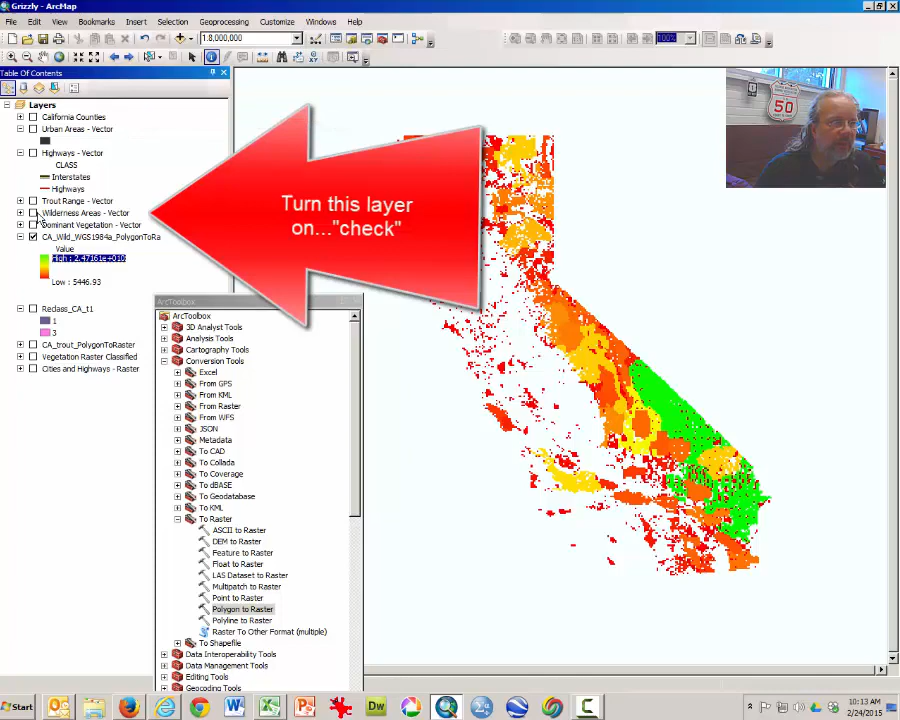 Grizzly - ArcMap
File Edit View Bookmarks Insert Selection Geoprocessing Customize Windows Help
1:8,000,000
100%
Table Of Contents
Layers
California Counties
Urban Areas - Vector
Highways - Vector
CLASS
Interstates
Highways
Trout Range - Vector
Wilderness Areas - Vector
Dominant Vegetation - Vector
CA_Wild_WGS1984a_PolygonToRa
Value
High : 2.47161e+010
Low : 5446.93
Reclass_CA_t1
1
3
CA_trout_PolygonToRaster
Vegetation Raster Classified
Cities and Highways - Raster
Turn this layer
on..."check"
50
ArcToolbox
ArcToolbox
3D Analyst Tools
Analysis Tools
Cartography Tools
Conversion Tools
Excel
From GPS
From KML
From Raster
From WFS
JSON
Metadata
To CAD
To Collada
To Coverage
To dBASE
To Geodatabase
To KML
To Raster
ASCII to Raster
DEM to Raster
Feature to Raster
Float to Raster
LAS Dataset to Raster
Multipatch to Raster
Point to Raster
Polygon to Raster
Polyline to Raster
Raster To Other Format (multiple)
To Shapefile
Data Interoperability Tools
Data Management Tools
Editing Tools
Geocoding Tools
Start
Dw
10:13 AM
2/24/2015